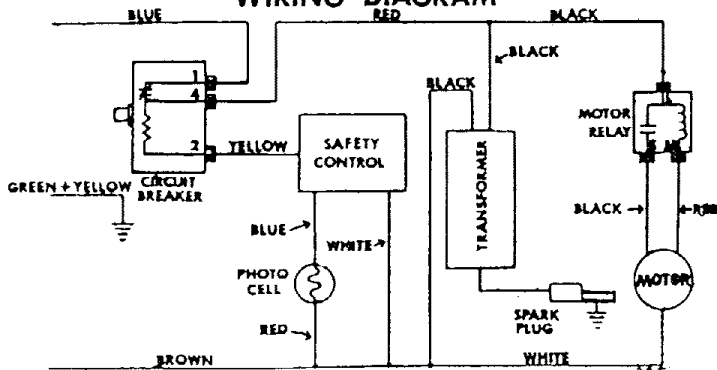 WIRING DIAGRAM
BLUE
RED
BLACK
BLACK
BLACK
1
4
2
MOTOR
RELAY
YELLOW
SAFETY
CONTROL
CIRCUIT
BREAKER
GREEN + YELLOW
TRANSFORMER
BLUE
WHITE
BLACK
RED
PHOTO
CELL
MOTOR
SPARK
PLUG
RED
BROWN
WHITE